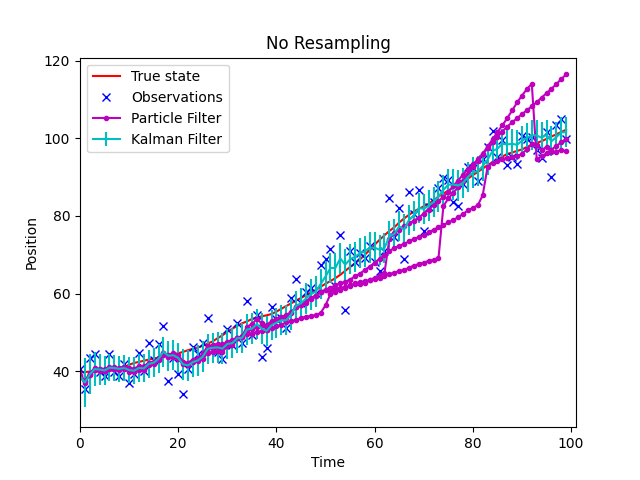 No Resampling
120
100
80
60
40
Position
True state
Observations
Particle Filter
Kalman Filter
0
20
40
60
80
100
Time